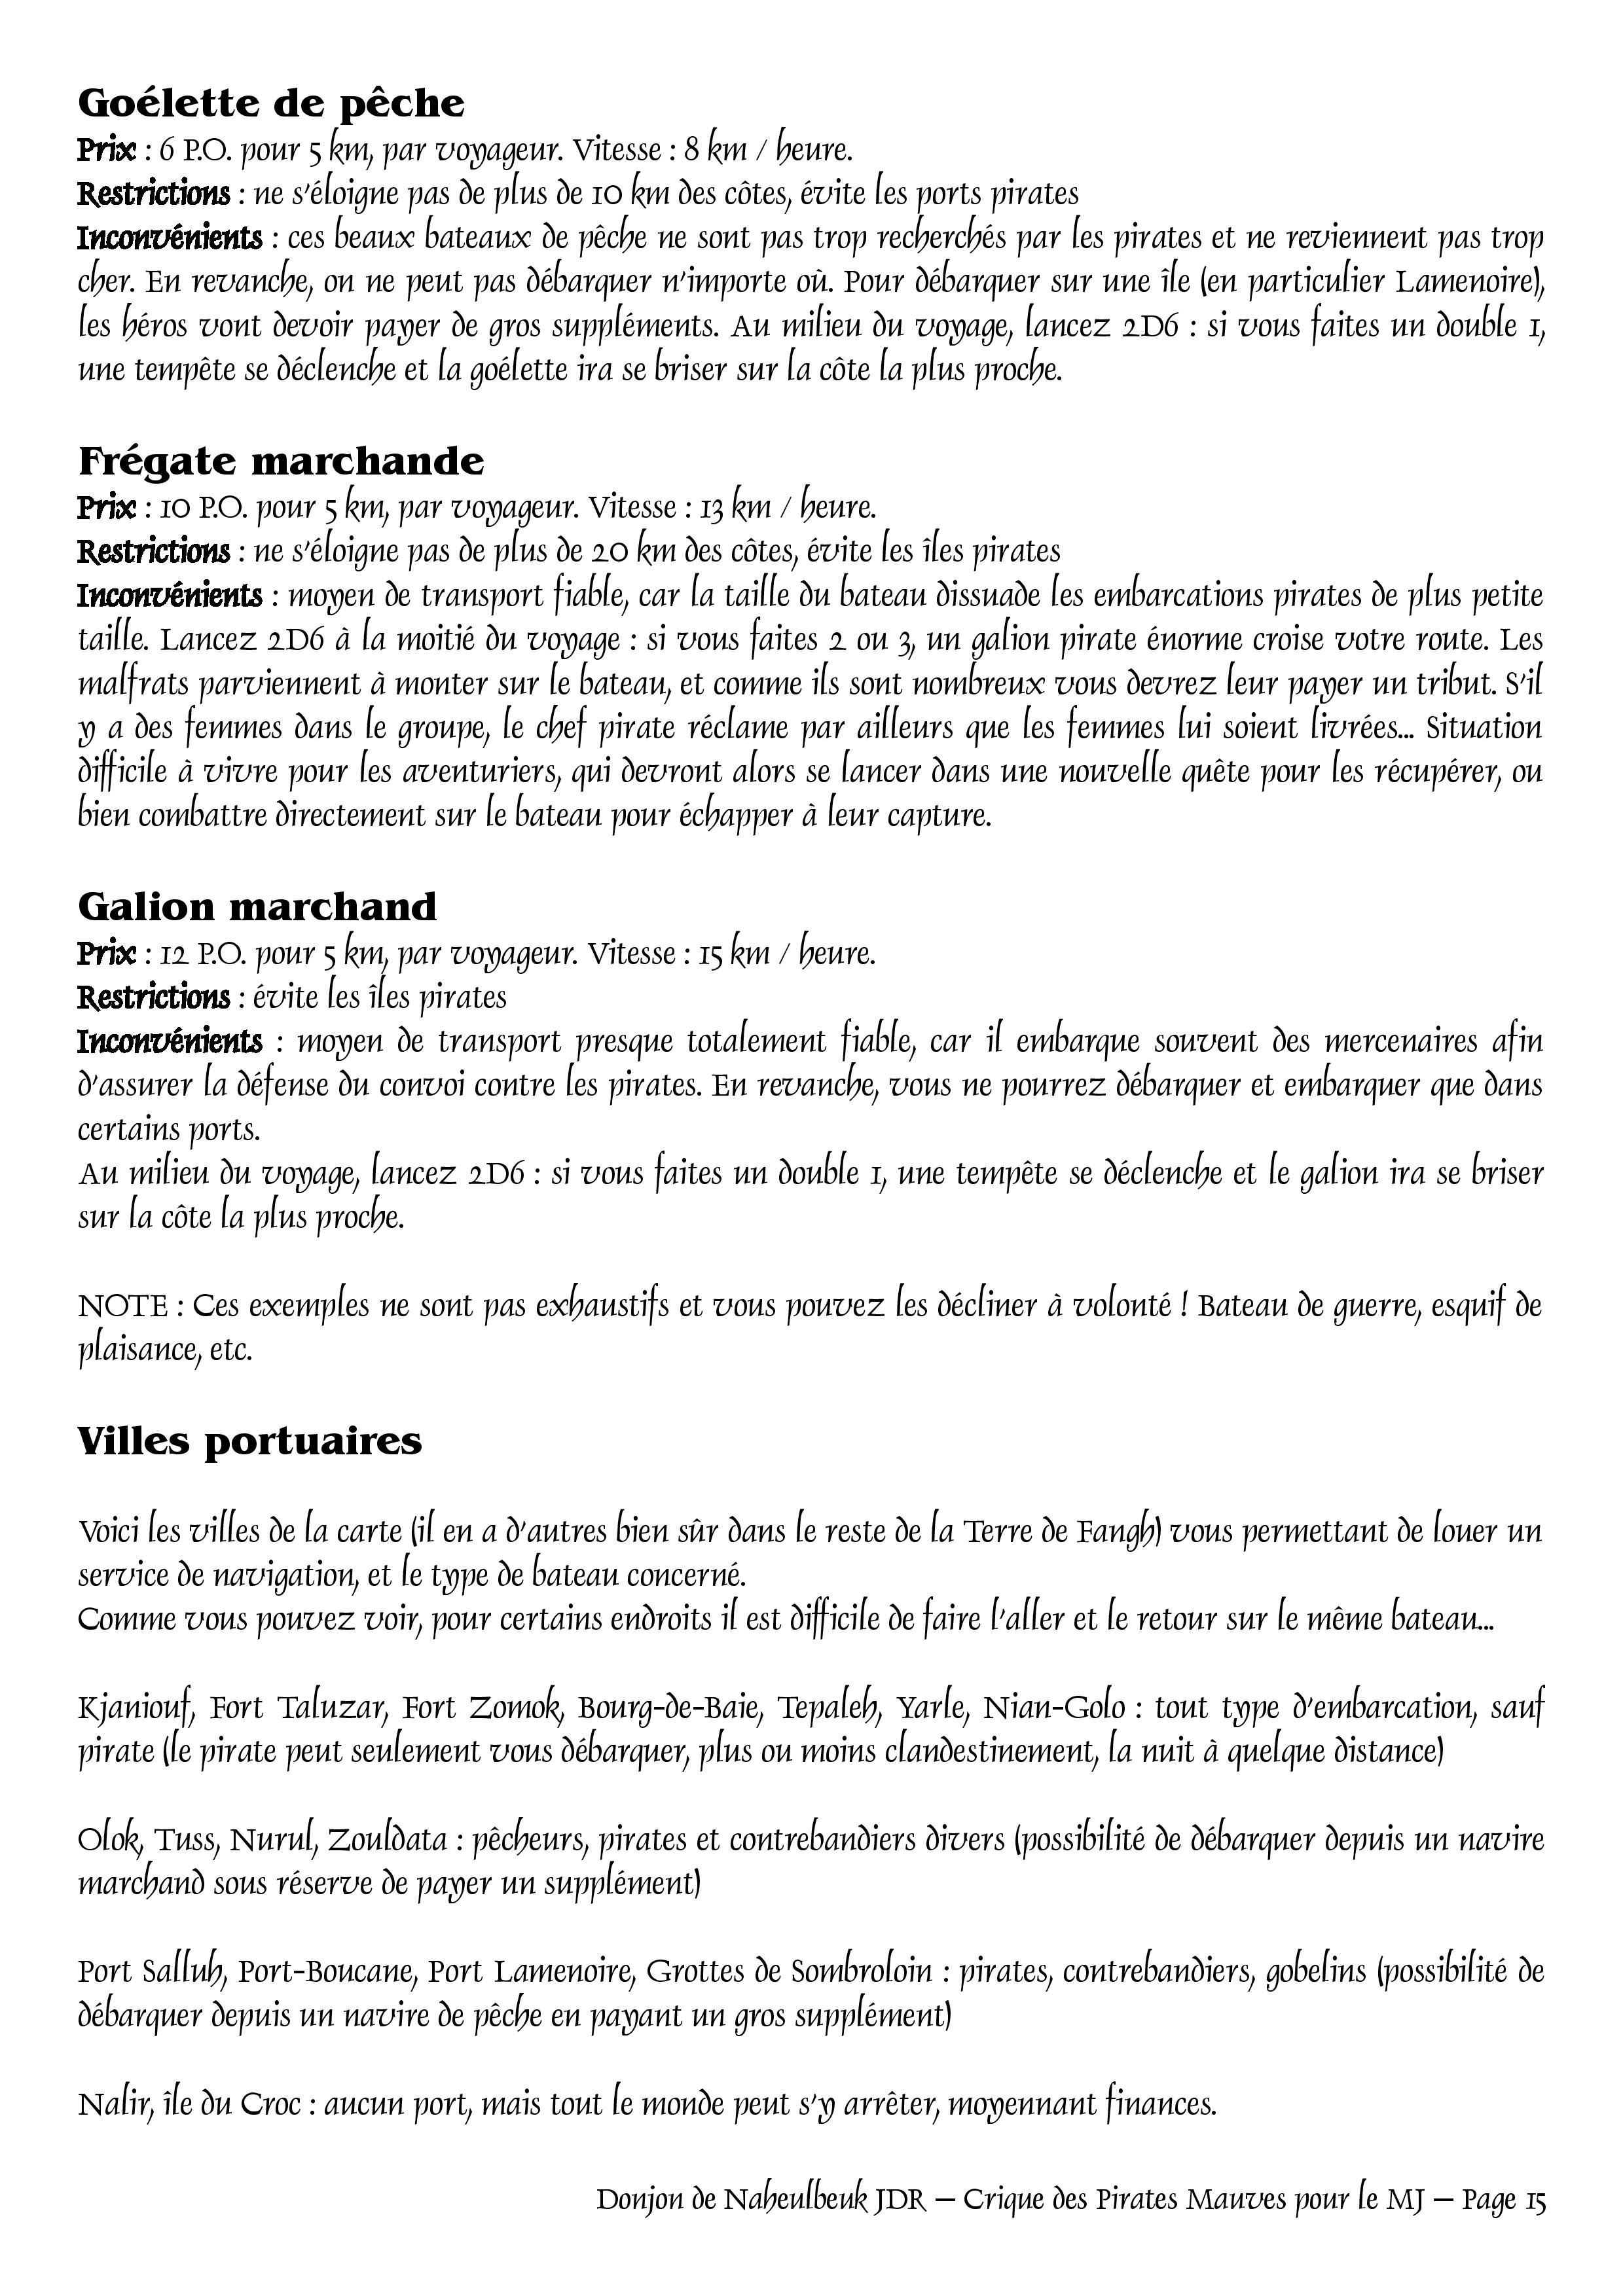 Goélette de pêche
Prix : 6 P.O. pour 5 km, par voyageur. Vitesse : 8 km / heure.
Restrictions : ne s'éloigne pas de plus de 10 km des côtes, évite les ports pirates
Inconvénients : ces beaux bateaux de pêche ne sont pas trop recherchés par les pirates et ne reviennent pas trop
cher. En revanche, on ne peut pas débarquer n'importe où. Pour débarquer sur une île (en particulier Lamenoire),
les héros vont devoir payer de gros suppléments. Au milieu du voyage, lancez 2D6 : si vous faites un double 1,
une tempête se déclenche et la goélette ira se briser sur la côte la plus proche.
Frégate marchande
Prix : 10 P.O. pour 5 km, par voyageur. Vitesse : 13 km / heure.
Restrictions : ne s'éloigne pas de plus de 20 km des côtes, évite les îles pirates
Inconvénients : moyen de transport fiable, car la taille du bateau dissuade les embarcations pirates de plus petite
taille. Lancez 2D6 à la moitié du voyage : si vous faites 2 ou 3, un galion pirate énorme croise votre route. Les
malfrats parviennent à monter sur le bateau, et comme ils sont nombreux vous devrez leur payer un tribut. S'il
y a des femmes dans le groupe, le chef pirate réclame par ailleurs que les femmes lui soient livrées... Situation
difficile à vivre pour les aventuriers, qui devront alors se lancer dans une nouvelle quête pour les récupérer, ou
bien combattre directement sur le bateau pour échapper à leur capture.
Galion marchand
Prix : 12 P.O. pour 5 km, par voyageur. Vitesse : 15 km / heure.
Restrictions : évite les îles pirates
Inconvénients : moyen de transport presque totalement fiable, car il embarque souvent des mercenaires afin
d'assurer la défense du convoi contre les pirates. En revanche, vous ne pourrez débarquer et embarquer que dans
certains ports.
Au milieu du voyage, lancez 2D6 : si vous faites un double 1, une tempête se déclenche et le galion ira se briser
sur la côte la plus proche.
NOTE : Ces exemples ne sont pas exhaustifs et vous pouvez les décliner à volonté ! Bateau de guerre, esquif de
plaisance, etc.
Villes portuaires
Voici les villes de la carte (il en a d'autres bien sûr dans le reste de la Terre de Fangh) vous permettant de louer un
service de navigation, et le type de bateau concerné.
Comme vous pouvez voir, pour certains endroits il est difficile de faire l'aller et le retour sur le même bateau...
Kjaniouf, Fort Taluzar, Fort Zomok, Bourg-de-Baie, Tepaleh, Yarle, Nian-Golo : tout type d'embarcation, sauf
pirate (le pirate peut seulement vous débarquer, plus ou moins clandestinement, la nuit à quelque distance)
Olok, Tuss, Nurul, Zouldata : pêcheurs, pirates et contrebandiers divers (possibilité de débarquer depuis un navire
marchand sous réserve de payer un supplément)
Port Salluh, Port-Boucane, Port Lamenoire, Grottes de Sombroloin : pirates, contrebandiers, gobelins (possibilité de
débarquer depuis un navire de pêche en payant un gros supplément)
Nalir, île du Croc : aucun port, mais tout le monde peut s'y arrêter, moyennant finances.
Donjon de Naheulbeuk JDR – Crique des Pirates Mauves pour le MJ – Page 15